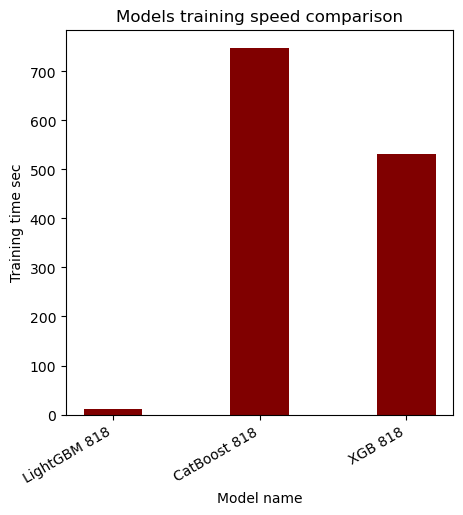 Models training speed comparison
Training time sec
700
600
500
400
300
200
100
0
LightGBM 818
CatBoost 818
XGB 818
Model name